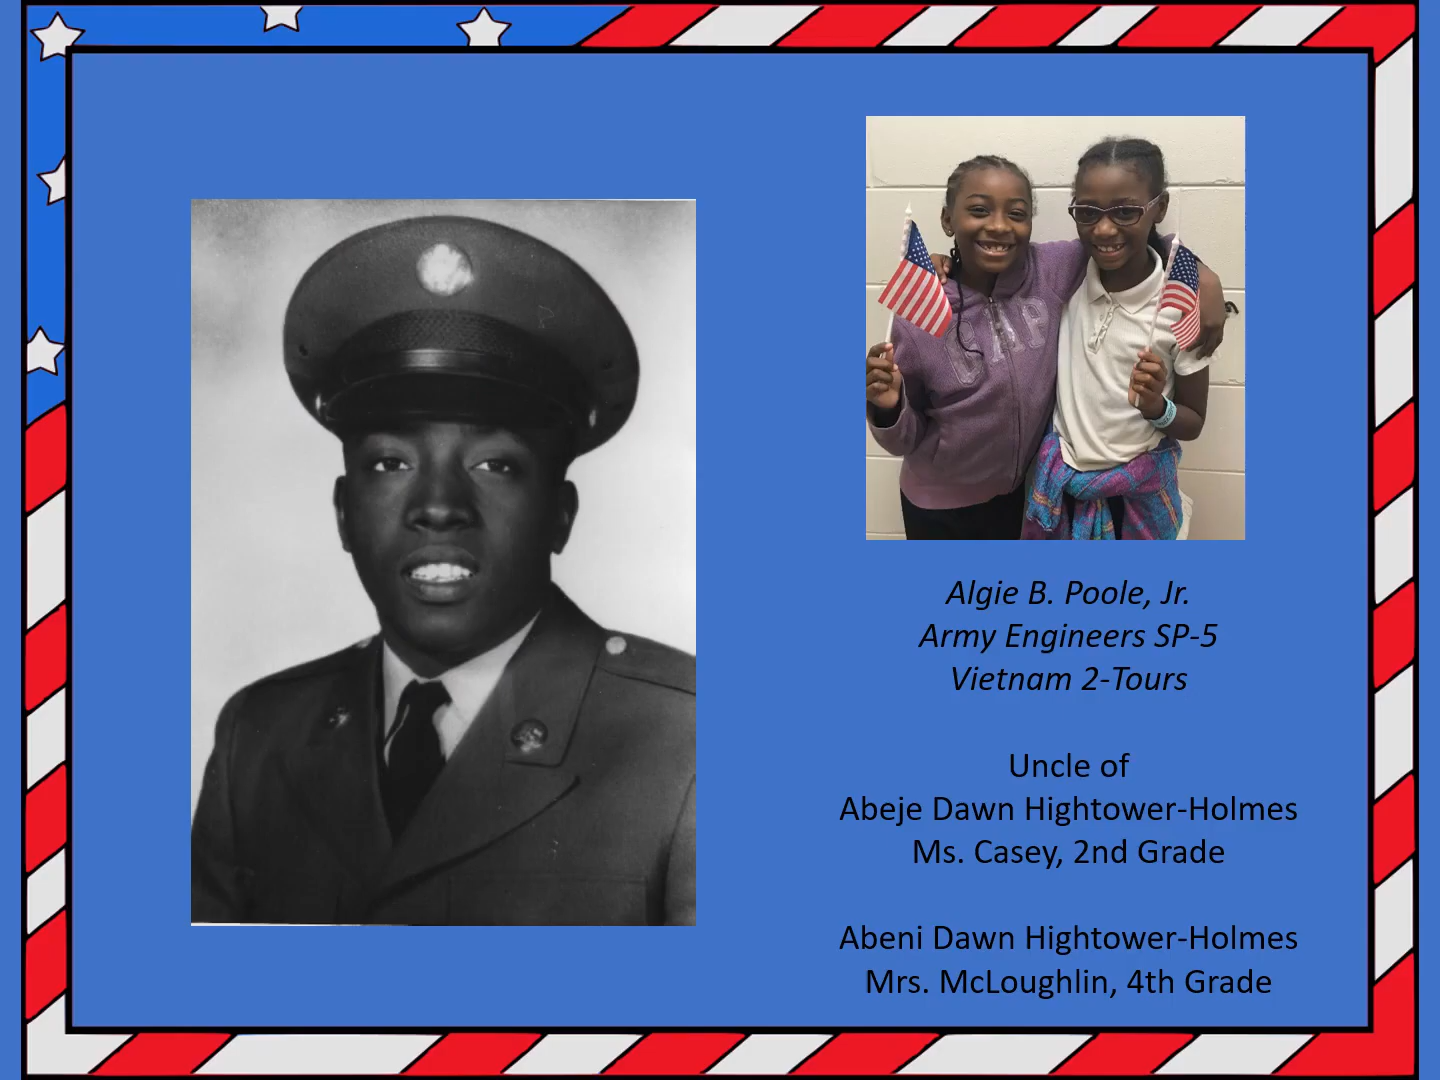 GAP
Algie B. Poole, Jr.
Army Engineers SP-5
Vietnam 2-Tours
Uncle of
Abeje Dawn Hightower-Holmes
Ms. Casey, 2nd Grade
Abeni Dawn Hightower-Holmes
Mrs. McLoughlin, 4th Grade